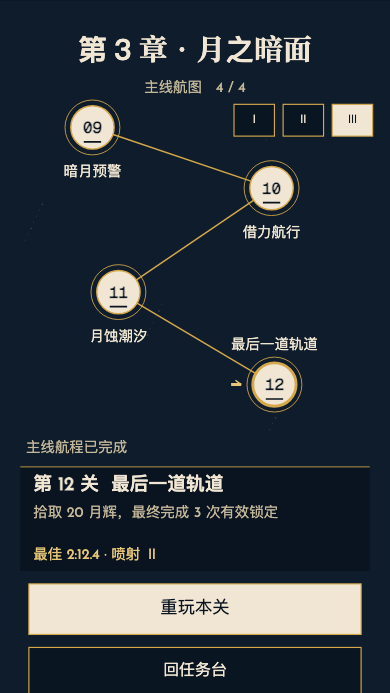 第 3 章 · 月之暗面
主线航图 4 / 4
I II III
09
暗月预警
10
借力航行
11
月蚀潮汐
最后一道轨道
12
主线航程已完成
第 12 关 最后一道轨道
拾取 20 月辉，最终完成 3 次有效锁定
最佳 2:12.4 · 喷射 II
重玩本关
回任务台